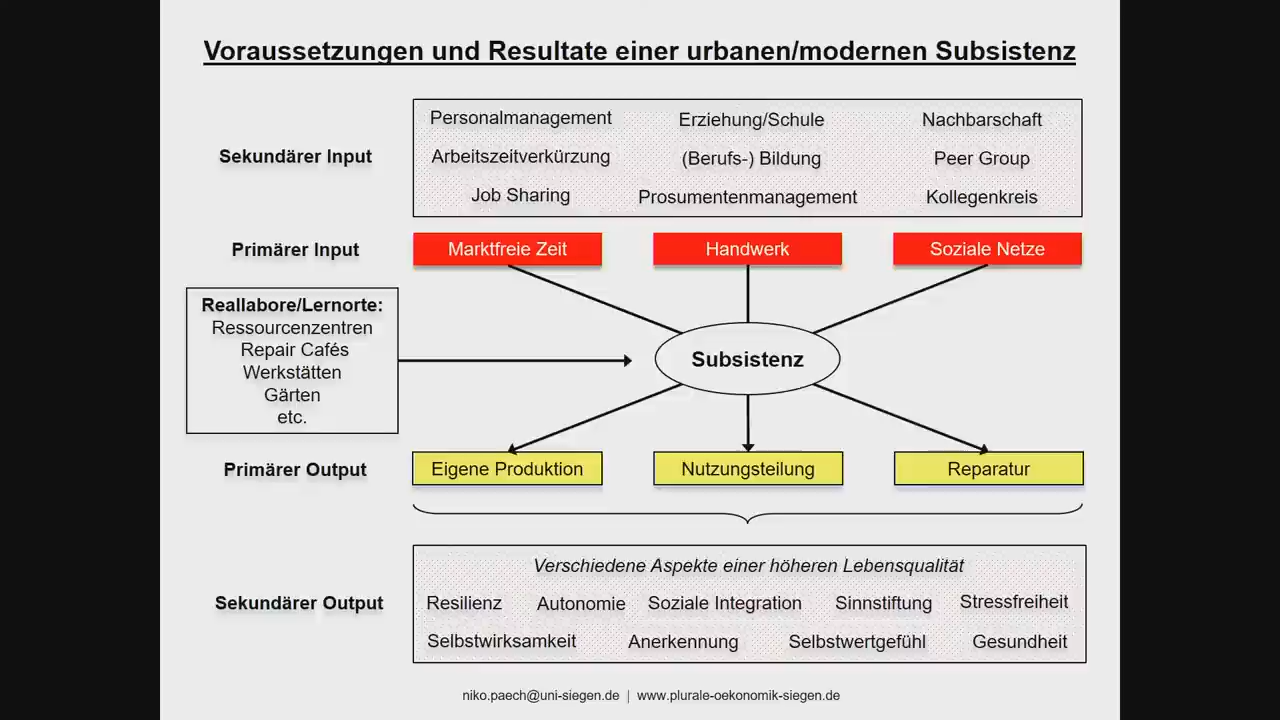 Voraussetzungen und Resultate einer urbanen/modernen Subsistenz
Sekundärer Input
Personalmanagement Erziehung/Schule Nachbarschaft
Arbeitszeitverkürzung (Berufs-) Bildung Peer Group
Job Sharing Prosumentenmanagement Kollegenkreis
Primärer Input
Marktfreie Zeit Handwerk Soziale Netze
Reallabore/Lernorte:
Ressourcenzentren
Repair Cafés
Werkstätten
Gärten
etc.
Subsistenz
Primärer Output
Eigene Produktion Nutzungsteilung Reparatur
Sekundärer Output
Verschiedene Aspekte einer höheren Lebensqualität
Resilienz Autonomie Soziale Integration Sinnstiftung Stressfreiheit
Selbstwirksamkeit Anerkennung Selbstwertgefühl Gesundheit
niko.paech@uni-siegen.de | www.plurale-oekonomik-siegen.de